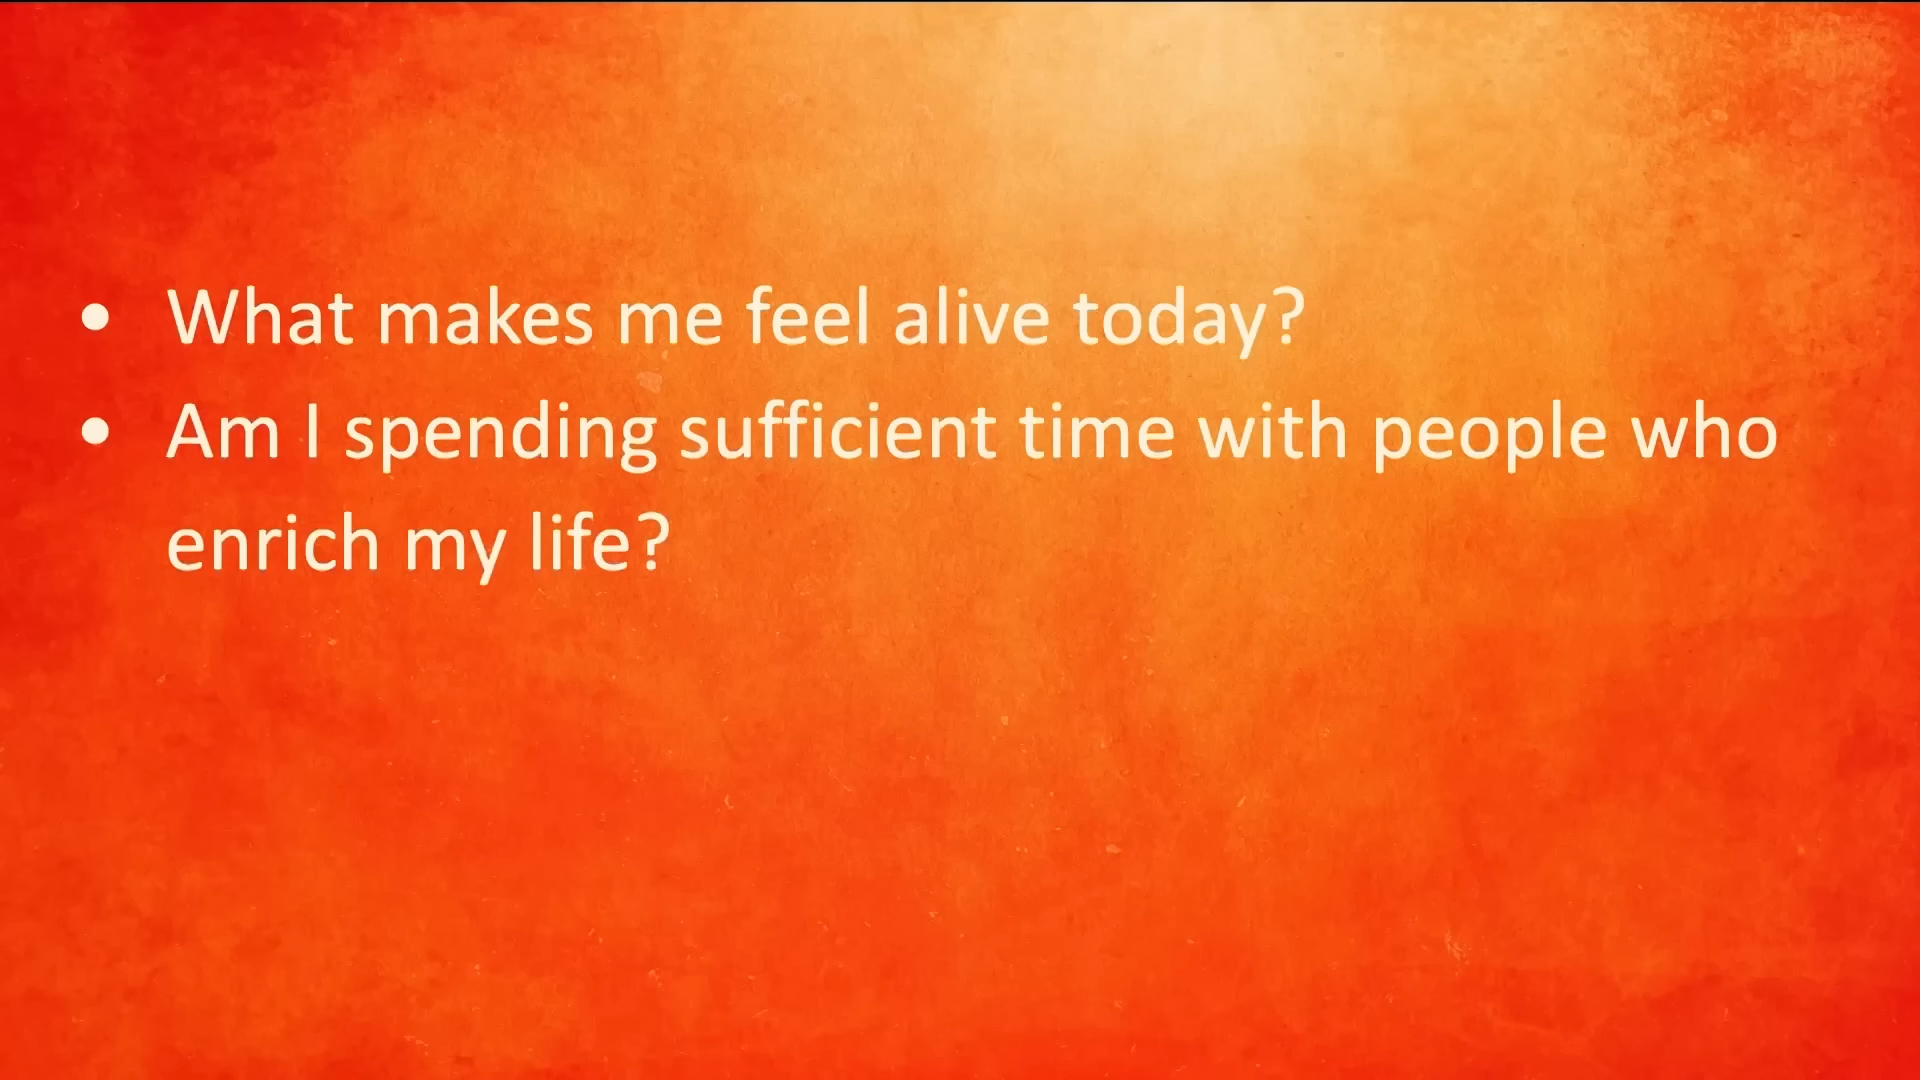 • What makes me feel alive today?
• Am I spending sufficient time with people who
enrich my life?